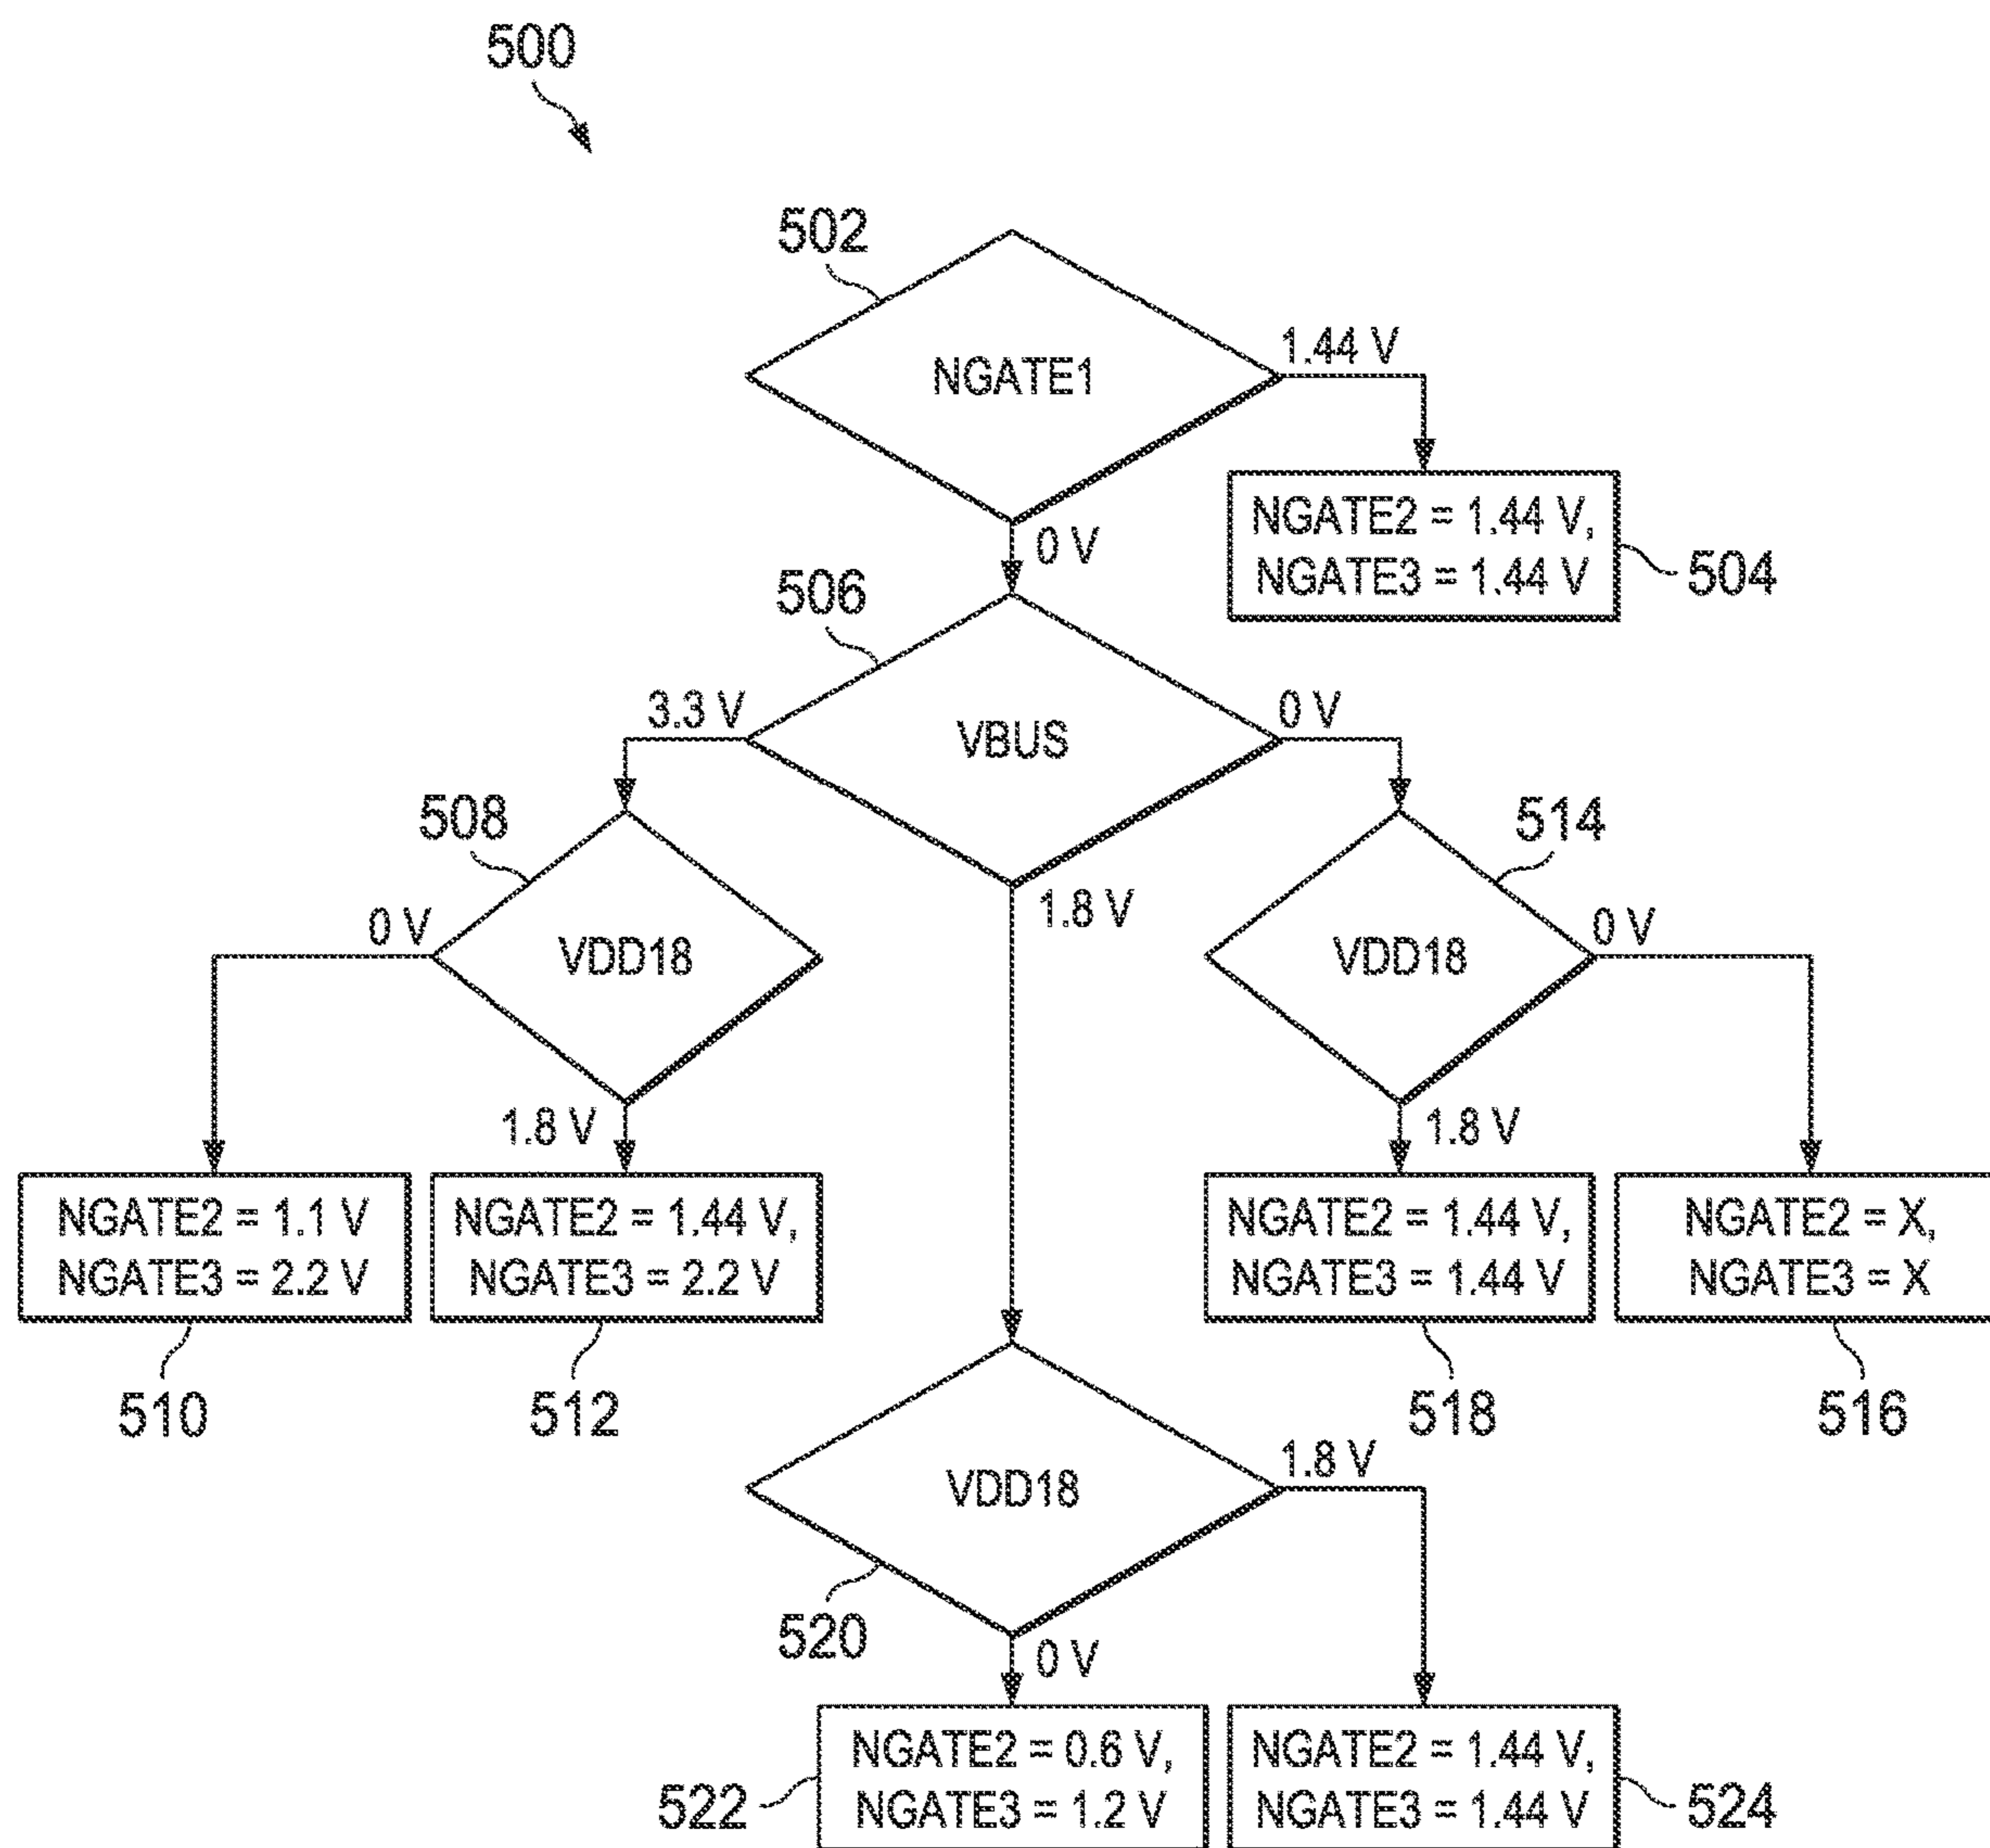 500
502
NGATE1
1.44 V
NGATE2 = 1.44 V,
NGATE3 = 1.44 V
504
0 V
506
VBUS
3.3 V
0 V
1.8 V
508
VDD18
0 V
1.8 V
514
VDD18
0 V
1.8 V
NGATE2 = 1.1 V
NGATE3 = 2.2 V
510
NGATE2 = 1.44 V,
NGATE3 = 2.2 V
512
NGATE2 = 1.44 V,
NGATE3 = 1.44 V
518
NGATE2 = X,
NGATE3 = X
516
VDD18
1.8 V
520
0 V
NGATE2 = 0.6 V,
NGATE3 = 1.2 V
522
NGATE2 = 1.44 V,
NGATE3 = 1.44 V
524